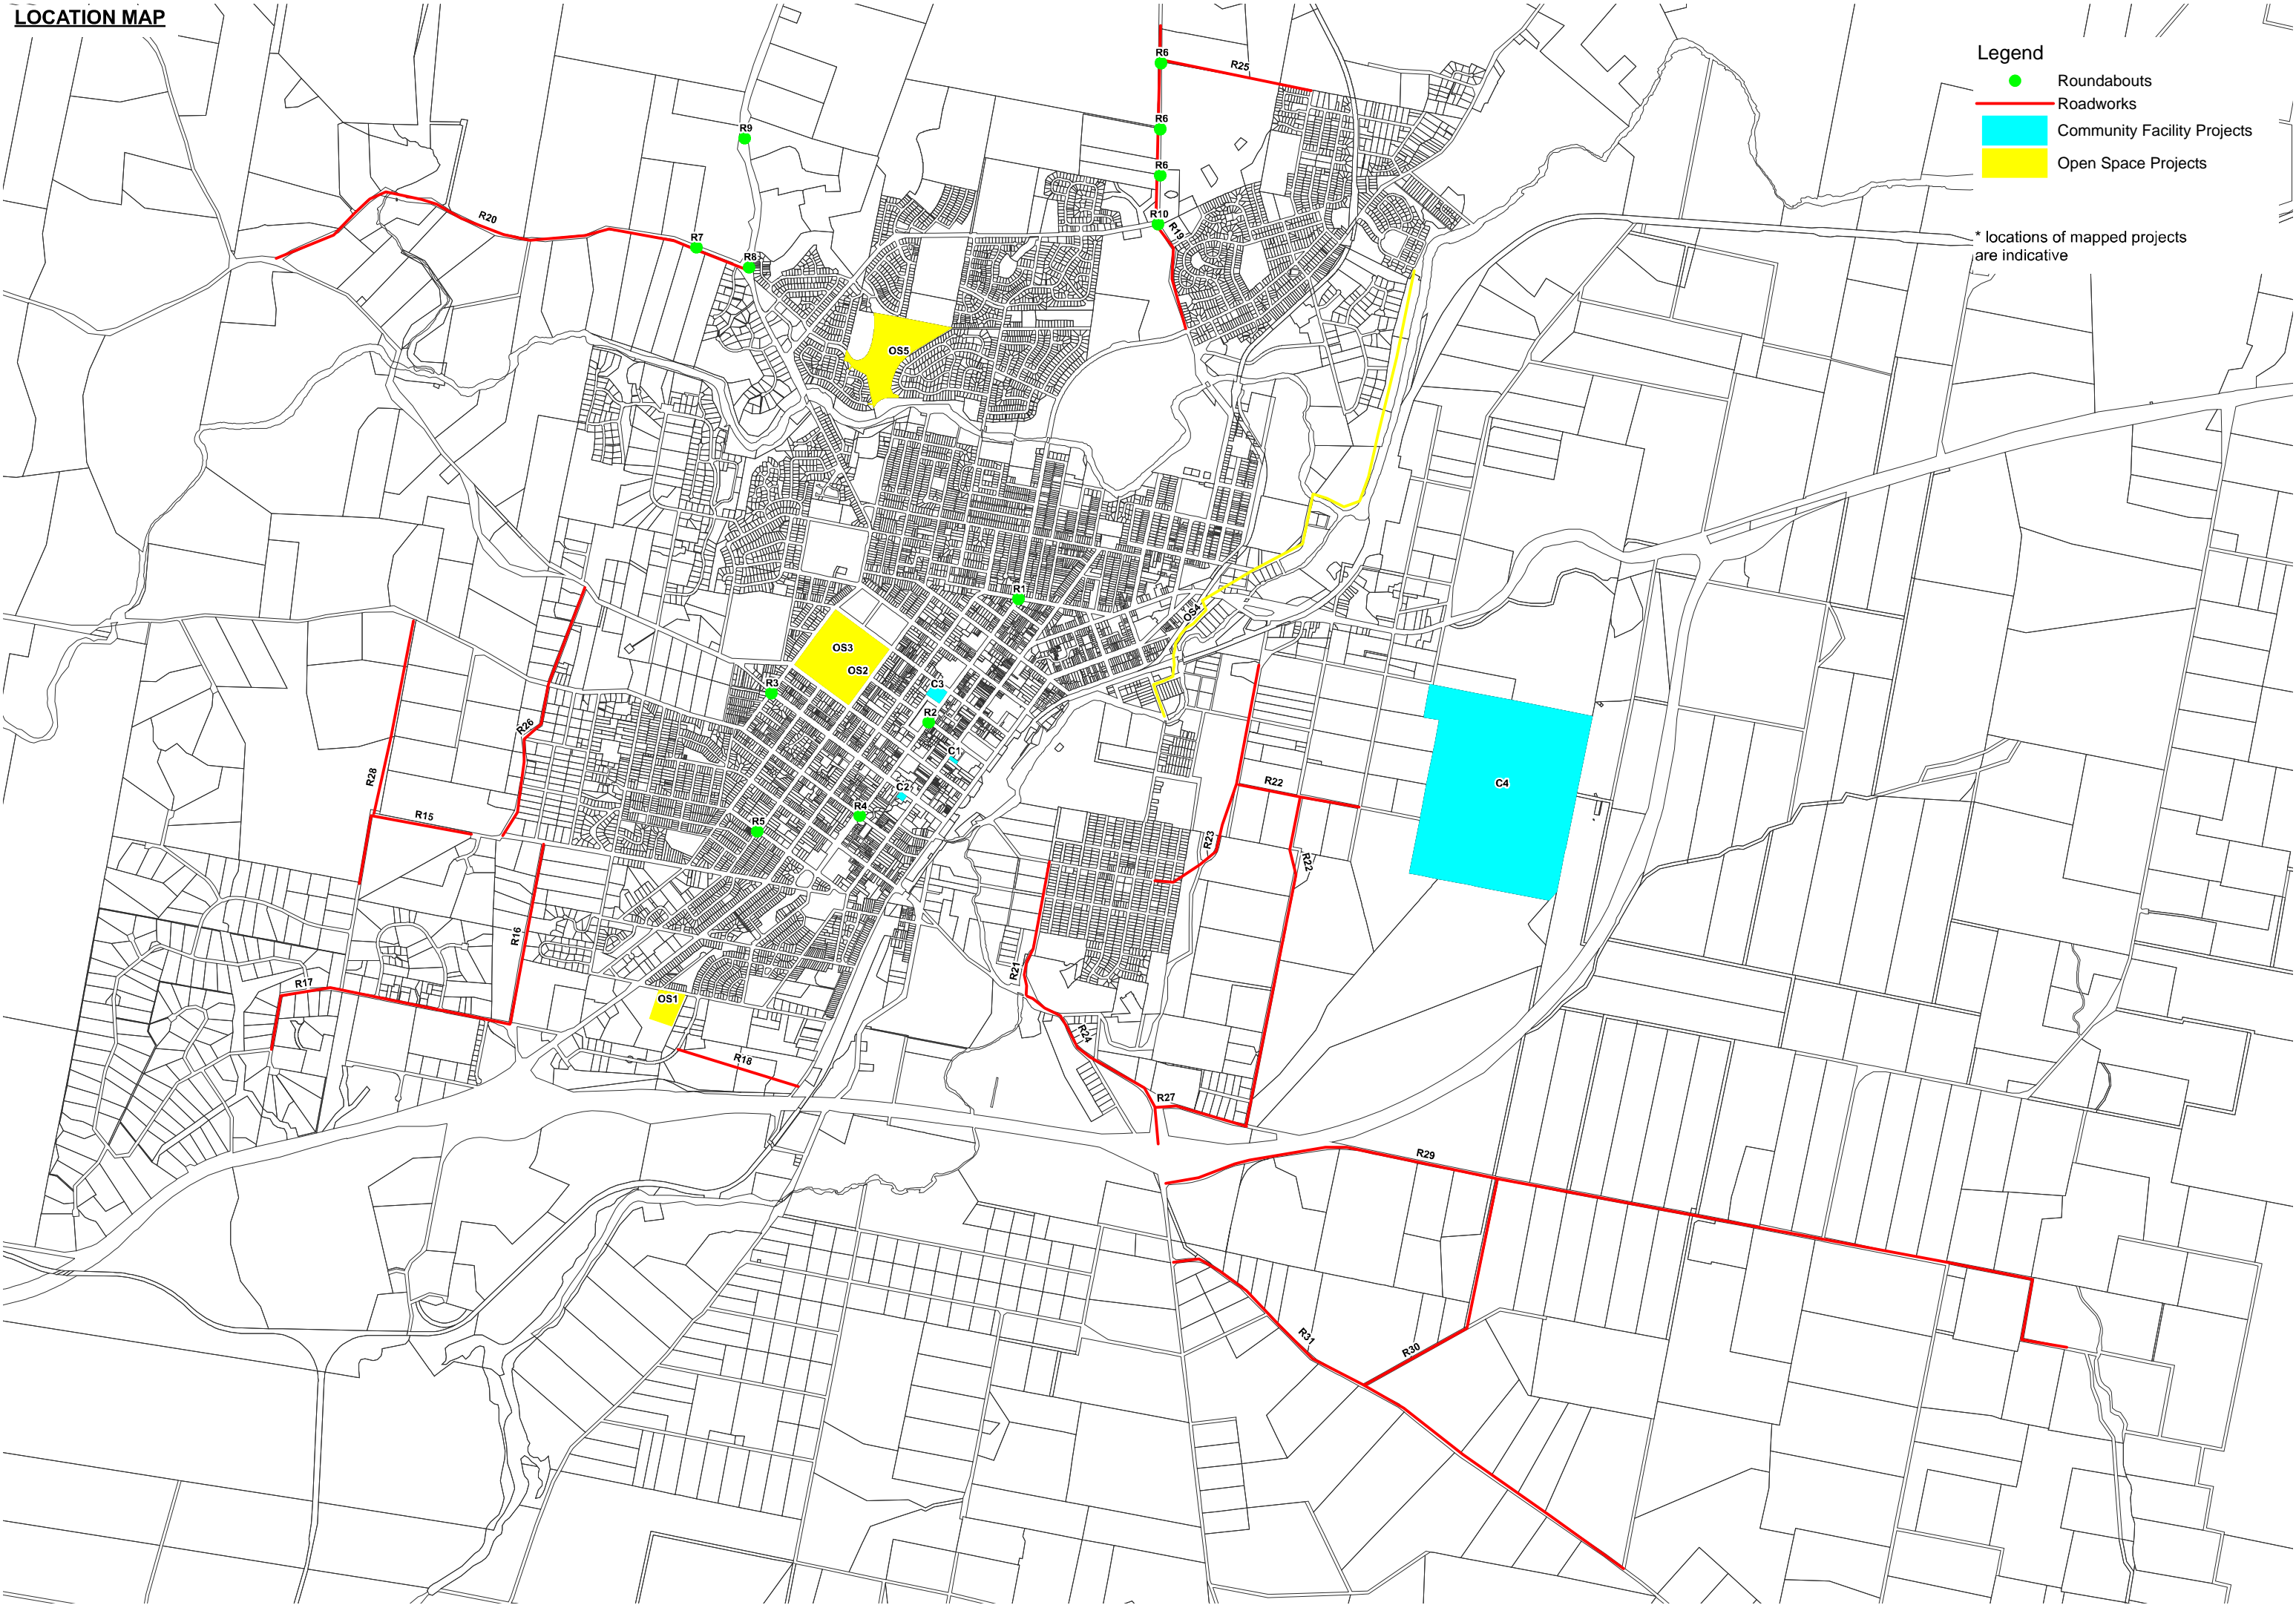 LOCATION MAP
Legend
Roundabouts
Roadworks
Community Facility Projects
Open Space Projects
* locations of mapped projects
are indicative
R6
R25
R9
R6
R6
R20
R10
R19
R7
R8
OS5
R1
OS4
OS3
OS2
R3
C3
R2
R26
C1
R28
R22
C4
C2
R4
R15
R5
R23
R22
R16
R21
R17
OS1
R24
R18
R27
R29
R31
R30